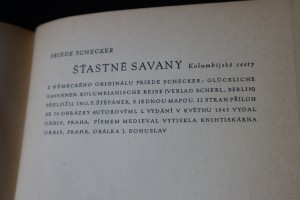 FRIEDE SCHECKER
ŠŤASTNÉ SAVANY Kolumbijské cesty
Z NĚMECKÉHO ORIGINÁLU FRIEDE SCHECKER: GLÜCKLICHE
SAVANNEN. KOLUMBIANISCHE REISE (VERLAG SCHERL, BERLIN)
PŘELOŽIL ING. F. ŠTĚPÁNEK. S JEDNOU MAPOU, 12 STRAN PŘÍLOH
SE 76 OBRÁZKY AUTOROVÝMI. I. VYDÁNÍ V KVĚTNU 1943 VYDAL
ORBIS, PRAHA. PÍSMEM MEDIEVAL VYTISKLA KNIHTISKÁRNA
ORBIS, PRAHA. OBÁLKA J. BOHUSLAV